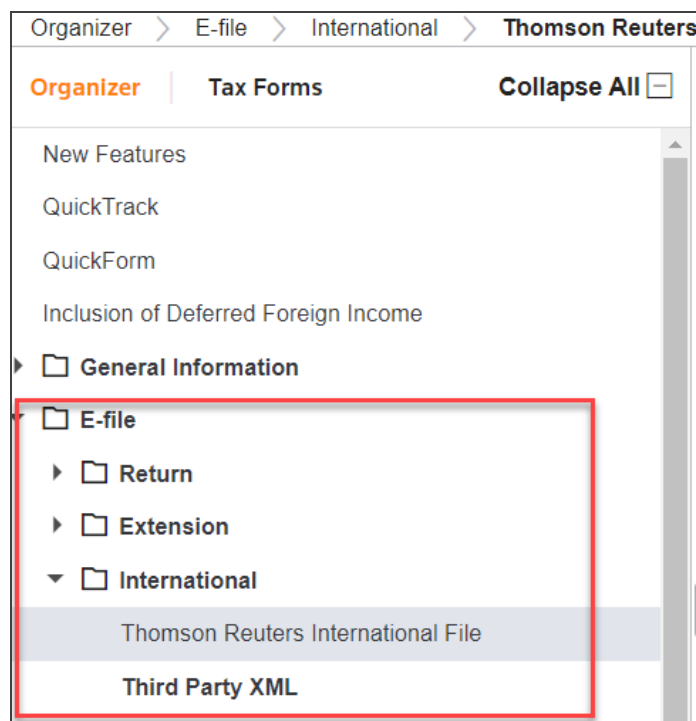 Organizer E-file International Thomson Reuters
Organizer Tax Forms Collapse All
New Features
QuickTrack
QuickForm
Inclusion of Deferred Foreign Income
General Information
E-file
Return
Extension
International
Thomson Reuters International File
Third Party XML